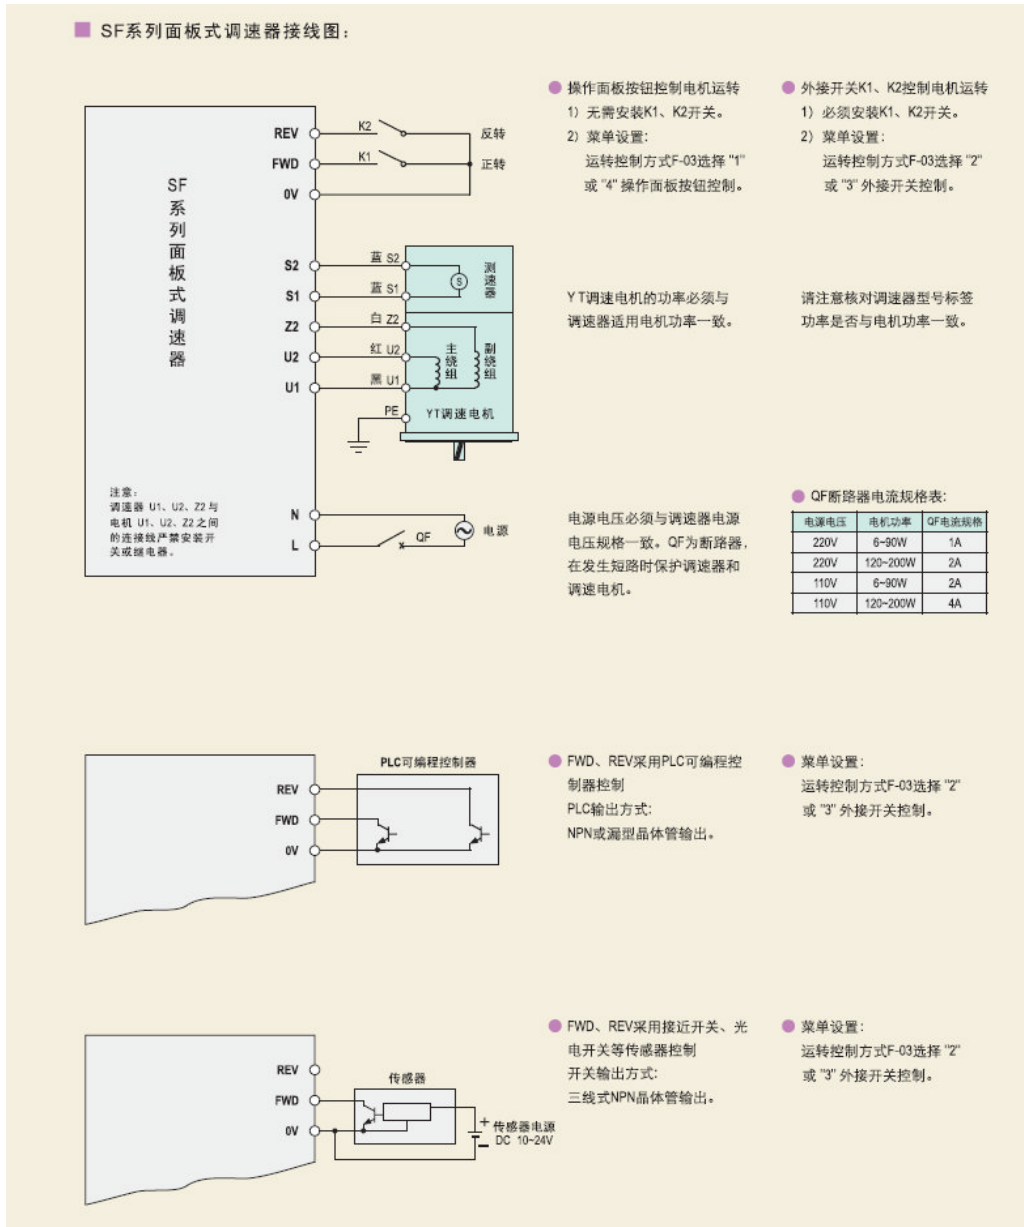 SF系列面板式调速器接线图:
REV
FWD
0V
K2
K1
反转
正转
SF系列面板式调速器
S2
S1
Z2
U2
U1
蓝 S2
蓝 S1
白 Z2
红 U2
黑 U1
PE
S
测速器
主绕组
副绕组
YT调速电机
注意:
调速器 U1、U2、Z2 与
电机 U1、U2、Z2 之间
的连接线严禁安装开
关或继电器。
N
L
QF
电源
操作面板按钮控制电机运转
1) 无需安装K1、K2开关。
2) 菜单设置:
运转控制方式F-03选择 "1"
或 "4" 操作面板按钮控制。
外接开关K1、K2控制电机运转
1) 必须安装K1、K2开关。
2) 菜单设置:
运转控制方式F-03选择 "2"
或 "3" 外接开关控制。
YT调速电机的功率必须与
调速器适用电机功率一致。
请注意核对调速器型号标签
功率是否与电机功率一致。
电源电压必须与调速器电源
电压规格一致。QF为断路器,
在发生短路时保护调速器和
调速电机。
QF断路器电流规格表:
电源电压 电机功率 QF电流规格
220V 6~90W 1A
220V 120~200W 2A
110V 6~90W 2A
110V 120~200W 4A
PLC可编程控制器
REV
FWD
0V
FWD、REV采用PLC可编程控
制器控制
PLC输出方式:
NPN或漏型晶体管输出。
菜单设置:
运转控制方式F-03选择 "2"
或 "3" 外接开关控制。
REV
FWD
0V
传感器
+
传感器电源
DC 10~24V
−
FWD、REV采用接近开关、光
电开关等传感器控制
开关输出方式:
三线式NPN晶体管输出。
菜单设置:
运转控制方式F-03选择 "2"
或 "3" 外接开关控制。